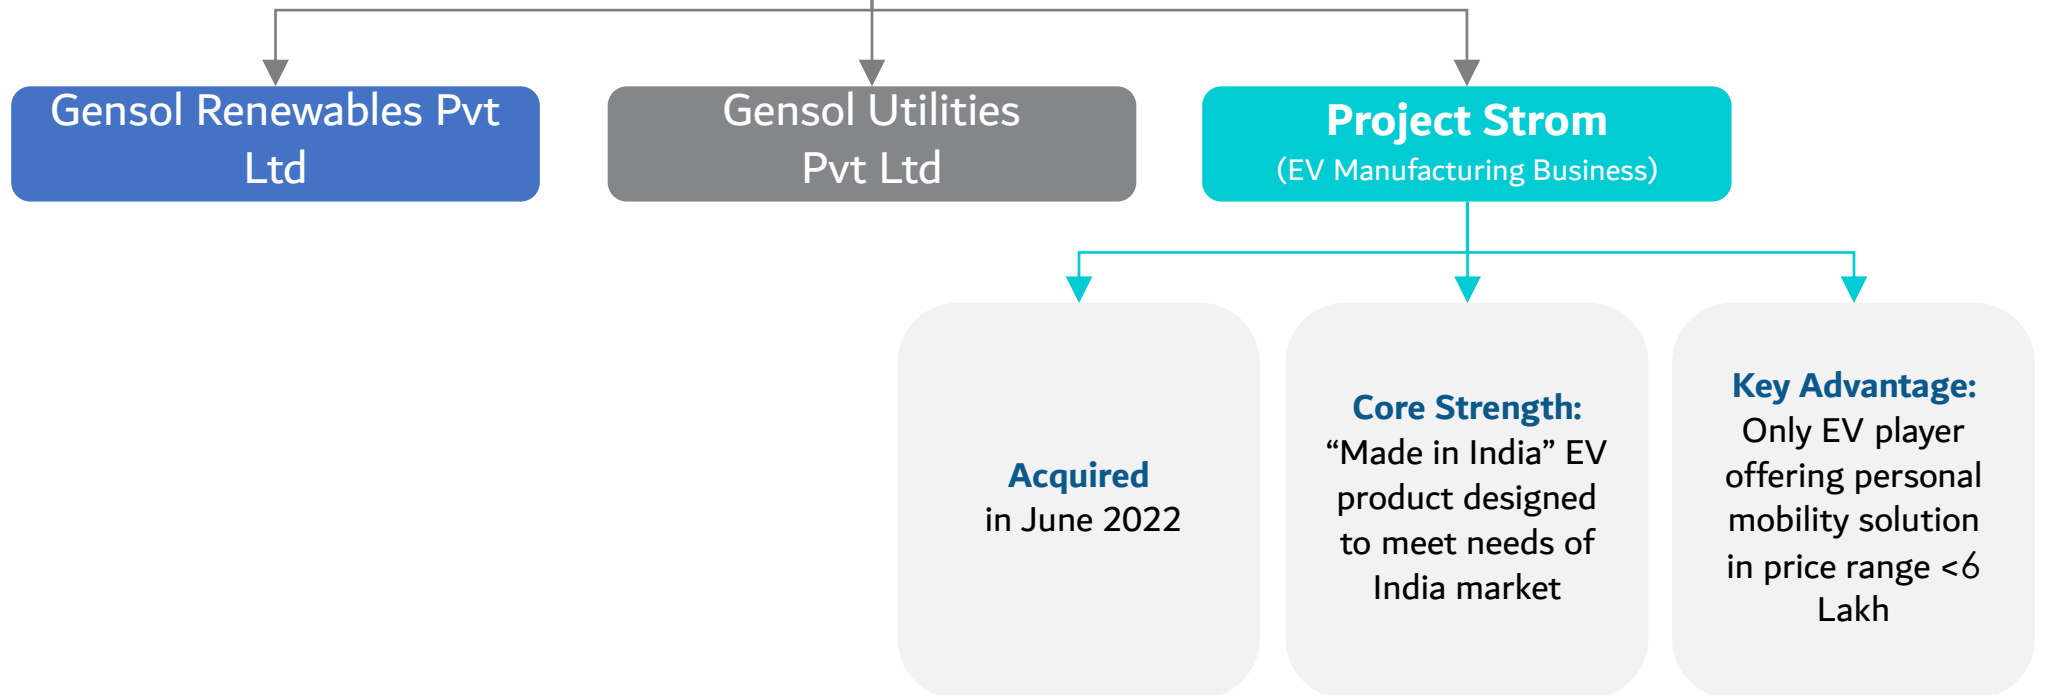 Gensol Renewables Pvt
Ltd
Gensol Utilities
Pvt Ltd
Project Strom
(EV Manufacturing Business)
Acquired
in June 2022
Core Strength:
“Made in India” EV
product designed
to meet needs of
India market
Key Advantage:
Only EV player
offering personal
mobility solution
in price range <6
Lakh